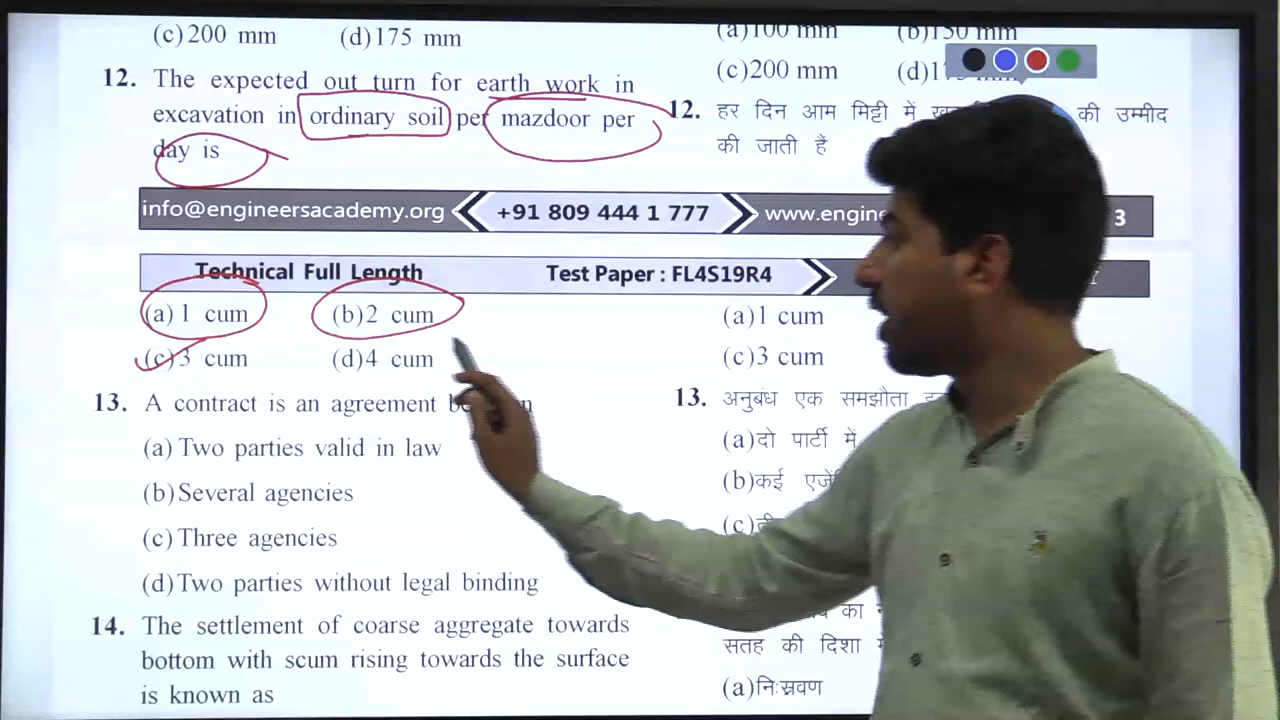 (c) 200 mm (d) 175 mm
12. The expected out turn for earth work in
excavation in ordinary soil per mazdoor per
day is
(a) 100 mm (b) 150 mm
(c) 200 mm
12. हर दिन आम मिट्टी में की उम्मीद
की जाती हैं
info@engineersacademy.org +91 809 444 1 777 3
Technical Full Length Test Paper : FL4S19R4
(a) 1 cum (b) 2 cum
(c) 3 cum (d) 4 cum
13. A contract is an agreement
(a) Two parties valid in law
(b) Several agencies
(c) Three agencies
(d) Two parties without legal binding
14. The settlement of coarse aggregate towards
bottom with scum rising towards the surface
is known as
(a) 1 cum
(c) 3 cum
13. अनुबंध एक समझौता
(a) दो पार्टी में
(b) कई
(c)
का
सतह की दिशा
(a) निःस्रवण